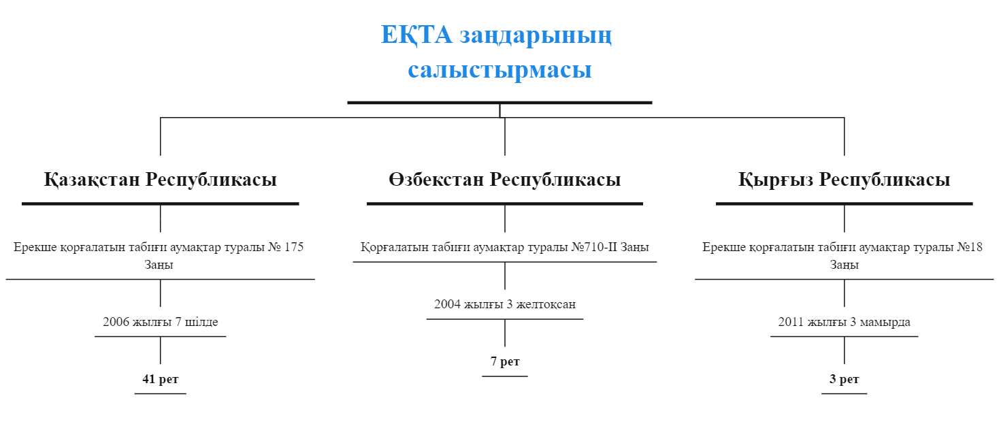 ЕҚТА заңдарының
салыстырмасы
Қазақстан Республикасы
Ерекше қорғалатын табиғи аумақтар туралы № 175
Заңы
2006 жылғы 7 шілде
41 рет
Өзбекстан Республикасы
Қорғалатын табиғи аумақтар туралы №710-II Заңы
2004 жылғы 3 желтоқсан
7 рет
Қырғыз Республикасы
Ерекше қорғалатын табиғи аумақтар туралы №18
Заңы
2011 жылғы 3 мамырда
3 рет